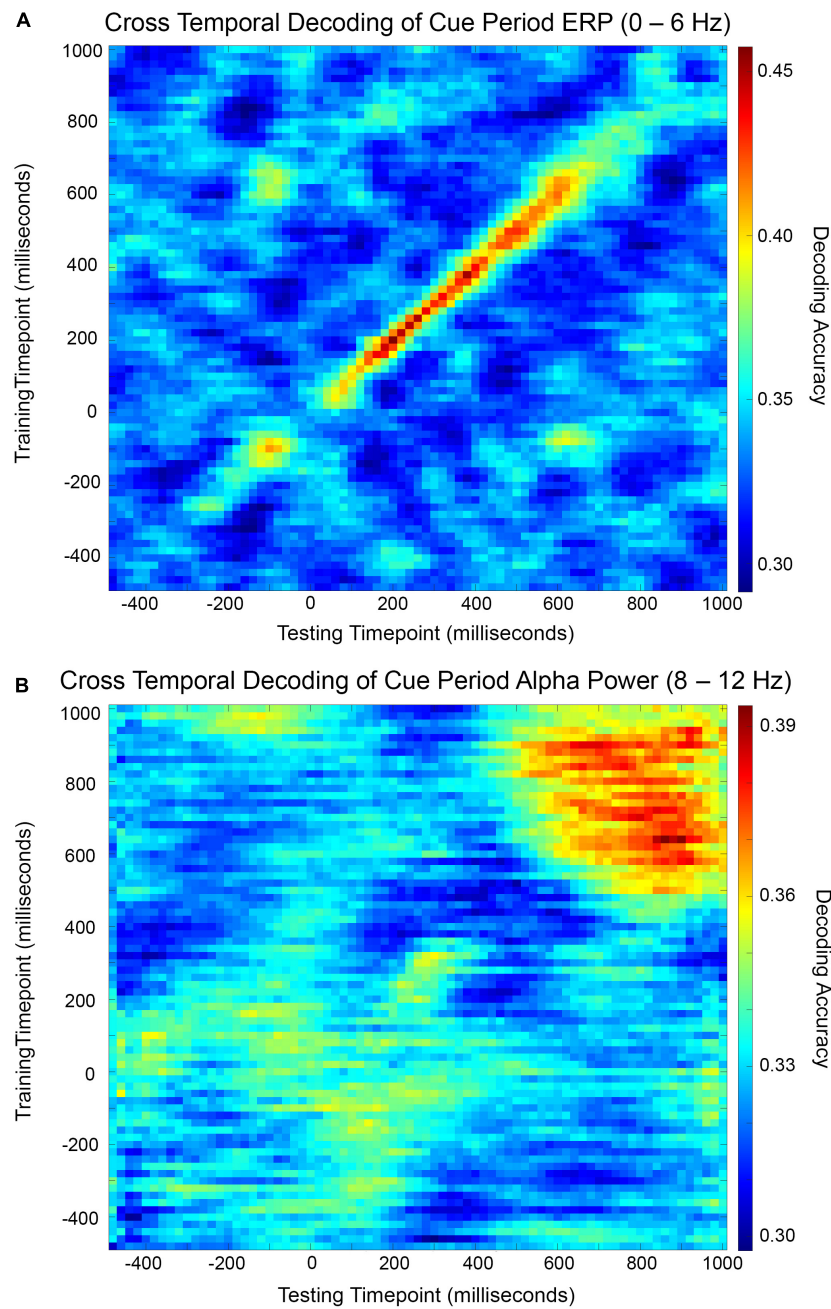 A
Cross Temporal Decoding of Cue Period ERP (0 – 6 Hz)
1000
800
600
400
200
0
-200
-400
TrainingTimepoint (milliseconds)
-400 -200 0 200 400 600 800 1000
Testing Timepoint (milliseconds)
0.45
0.40
0.35
0.30
Decoding Accuracy
B
Cross Temporal Decoding of Cue Period Alpha Power (8 – 12 Hz)
1000
800
600
400
200
0
-200
-400
TrainingTimepoint (milliseconds)
-400 -200 0 200 400 600 800 1000
Testing Timepoint (milliseconds)
0.39
0.36
0.33
0.30
Decoding Accuracy